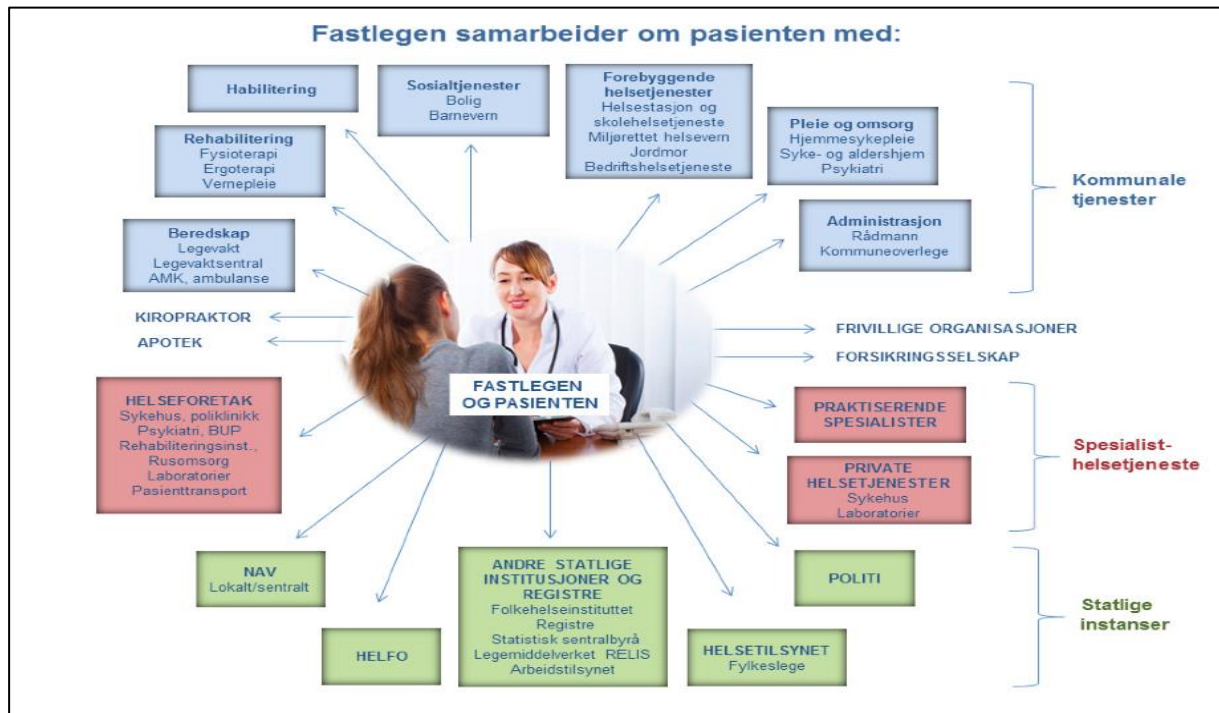 Fastlegen samarbeider om pasienten med:
Habilitering
Sosialtjenester
Bolig
Barnevern
Forebyggende
helsetjenester
Helsestasjon og
skolehelsetjeneste
Miljørettet helsevern
Jordmor
Bedriftshelsetjeneste
Pleie og omsorg
Hjemmesykepleie
Syke- og aldershjem
Psykiatri
Rehabilitering
Fysioterapi
Ergoterapi
Vernepleie
Kommunale
tjenester
Beredskap
Legevakt
Legevaktsentral
AMK, ambulanse
Administrasjon
Rådmann
Kommuneoverlege
KIROPRAKTOR
APOTEK
FRIVILLIGE ORGANISASJONER
FORSIKRINGSSELSKAP
FASTLEGEN
OG PASIENTEN
HELSEFORETAK
Sykehus, poliklinikk
Psykiatri, BUP
Rehabiliteringsinst.,
Rusomsorg
Laboratorier
Pasienttransport
PRAKTISERENDE
SPESIALISTER
PRIVATE
HELSETJENESTER
Sykehus
Laboratorier
Spesialist-
helsetjeneste
NAV
Lokalt/sentralt
HELFO
ANDRE STATLIGE
INSTITUSJONER OG
REGISTRE
Folkehelseinstituttet
Registre
Statistisk sentralbyrå
Legemiddelverket RELIS
Arbeidstilsynet
HELSETILSYNET
Fylkeslege
POLITI
Statlige
instanser